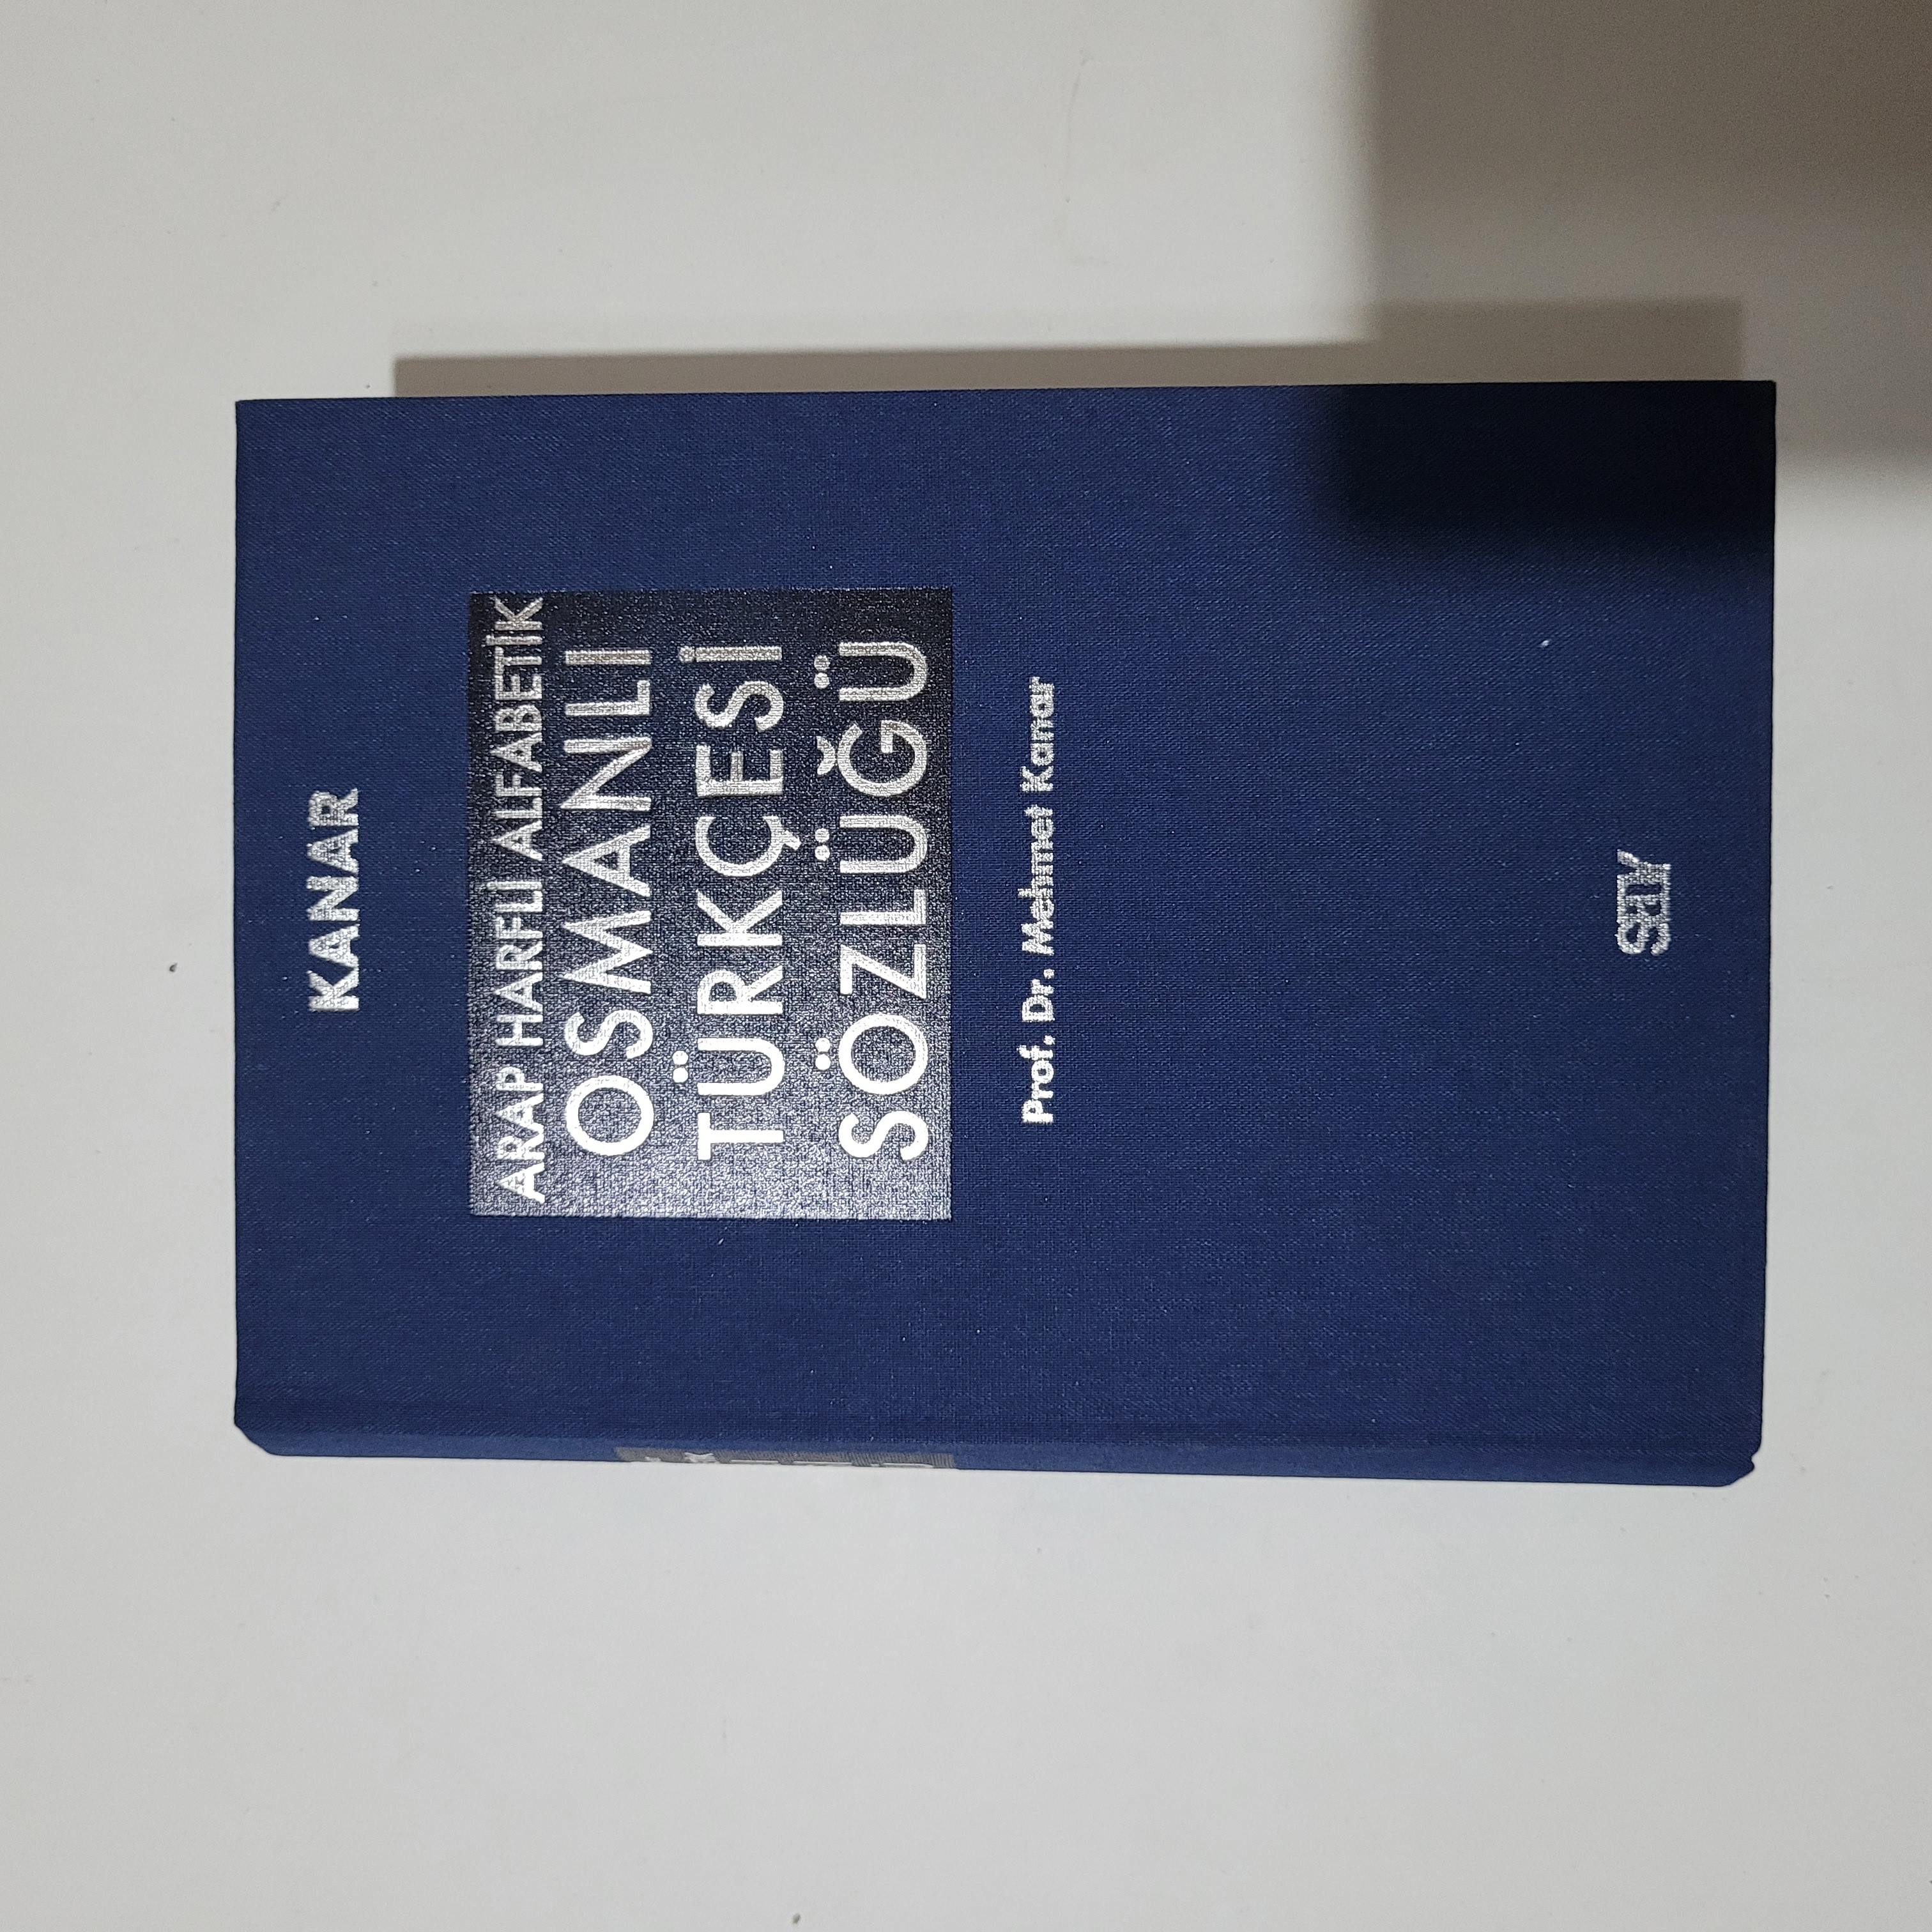 KANAR
ARAP HARFLİ ALFABETİK
OSMANLI
TÜRKÇESİ
SÖZLÜĞÜ
Prof. Dr. Mehmet Kanar
say